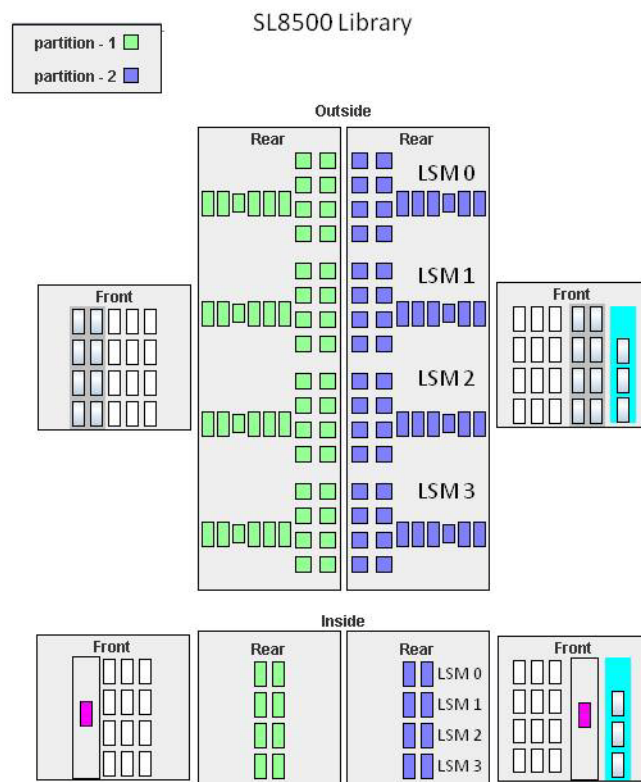 SL8500 Library
partition - 1
partition - 2
Outside
Rear
Rear
LSM 0
LSM 1
Front
Front
LSM 2
LSM 3
Inside
Front
Rear
Rear
Front
LSM 0
LSM 1
LSM 2
LSM 3